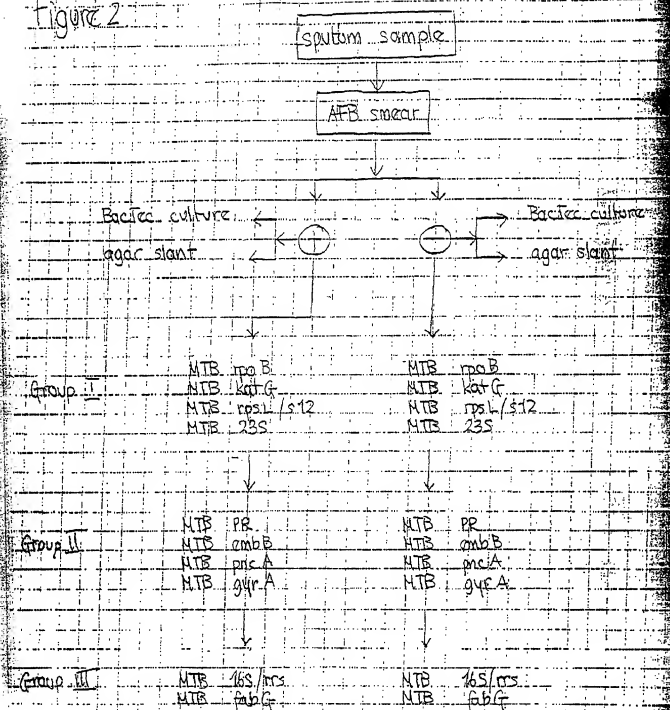 Figure 2
sputum sample
AFB smear
BacTec culture + − BacTec culture
agar slant agar slant
MTB rpoB MTB rpoB
Group I MTB katG MTB katG
MTB rpsL/s12 MTB rpsL/s12
MTB 23S MTB 23S
MTB PR MTB PR
Group II MTB embB MTB embB
MTB pncA MTB pncA
MTB gyrA MTB gyrA
Group III MTB 16S/rrs MTB 16S/rrs
MTB fabG MTB fabG